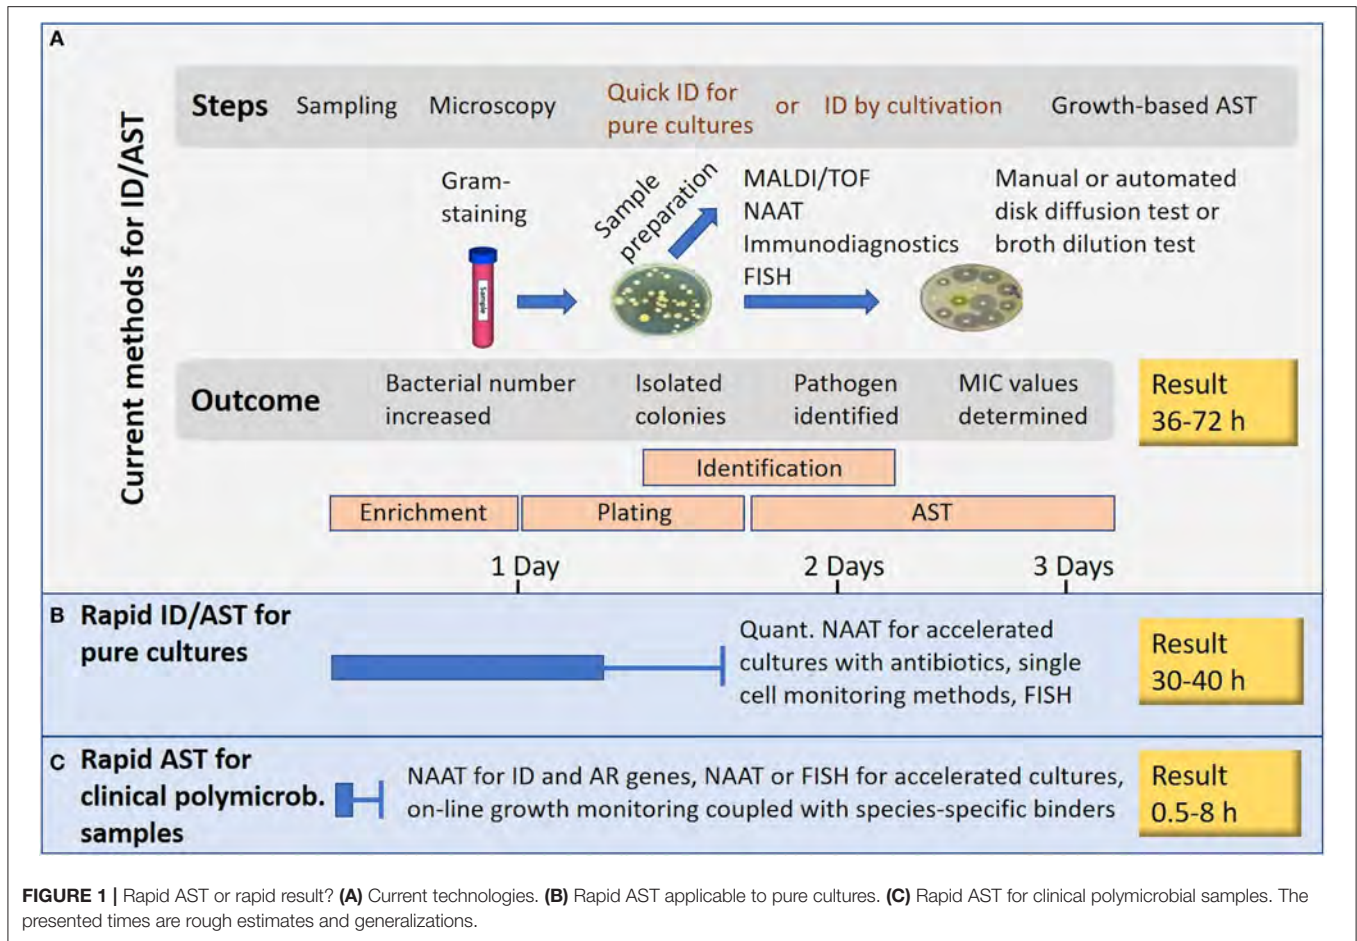 A
Current methods for ID/AST
Steps
Sampling
Microscopy
Quick ID for
pure cultures
or
ID by cultivation
Growth-based AST
Gram-
staining
Sample
preparation
MALDI/TOF
NAAT
Immunodiagnostics
FISH
Manual or automated
disk diffusion test or
broth dilution test
Sample
Outcome
Bacterial number
increased
Isolated
colonies
Pathogen
identified
MIC values
determined
Result
36-72 h
Identification
Enrichment
Plating
AST
1 Day
2 Days
3 Days
B
Rapid ID/AST for
pure cultures
Quant. NAAT for accelerated
cultures with antibiotics, single
cell monitoring methods, FISH
Result
30-40 h
C
Rapid AST for
clinical polymicrob.
samples
NAAT for ID and AR genes, NAAT or FISH for accelerated cultures,
on-line growth monitoring coupled with species-specific binders
Result
0.5-8 h
FIGURE 1 | Rapid AST or rapid result? (A) Current technologies. (B) Rapid AST applicable to pure cultures. (C) Rapid AST for clinical polymicrobial samples. The
presented times are rough estimates and generalizations.